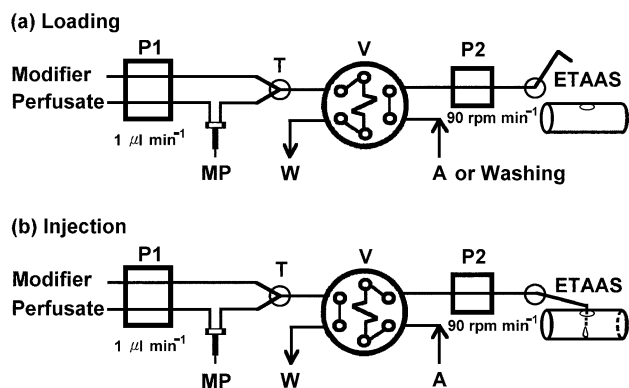 (a) Loading
P1
T
V
P2
Modifier
Perfusate
ETAAS
1 μl min⁻¹
90 rpm min⁻¹
MP
W
A or Washing
(b) Injection
P1
T
V
P2
Modifier
Perfusate
ETAAS
1 μl min⁻¹
90 rpm min⁻¹
MP
W
A